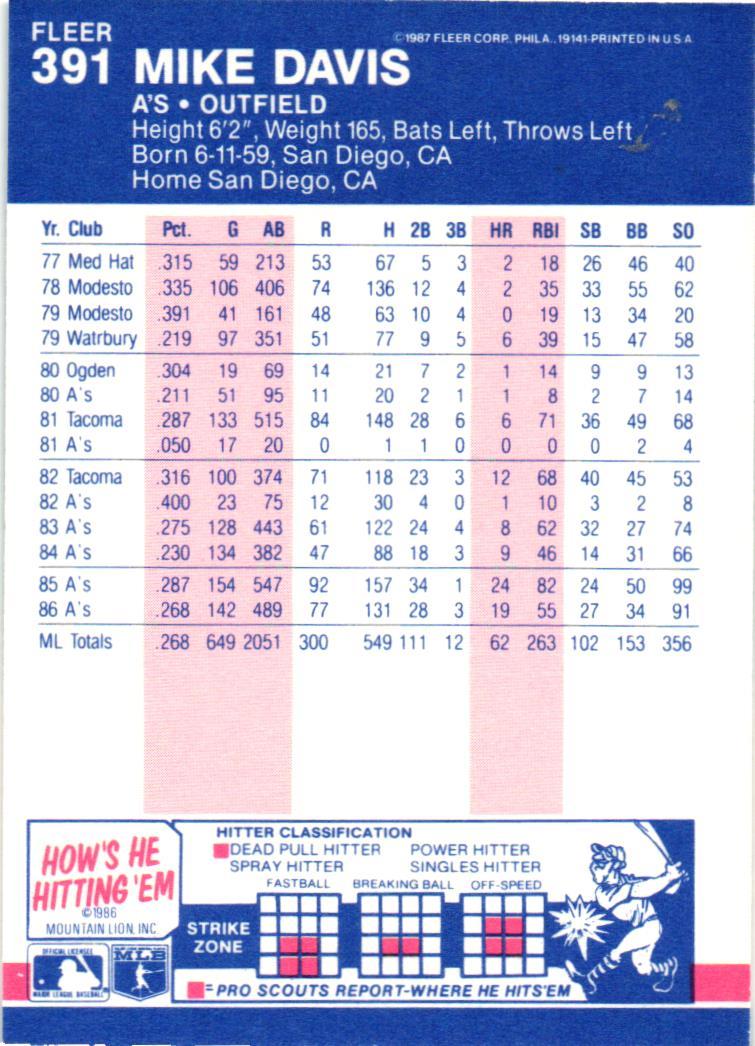 FLEER
©1987 FLEER CORP. PHILA., 19141-PRINTED IN U.S.A.
391 MIKE DAVIS
A'S • OUTFIELD
Height 6'2", Weight 165, Bats Left, Throws Left
Born 6-11-59, San Diego, CA
Home San Diego, CA
Yr. Club Pct. G AB R H 2B 3B HR RBI SB BB SO
77 Med Hat .315 59 213 53 67 5 3 2 18 26 46 40
78 Modesto .335 106 406 74 136 12 4 2 35 33 55 62
79 Modesto .391 41 161 48 63 10 4 0 19 13 34 20
79 Watrbury .219 97 351 51 77 9 5 6 39 15 47 58
80 Ogden .304 19 69 14 21 7 2 1 14 9 9 13
80 A's .211 51 95 11 20 2 1 1 8 2 7 14
81 Tacoma .287 133 515 84 148 28 6 6 71 36 49 68
81 A's .050 17 20 0 1 1 0 0 0 0 2 4
82 Tacoma .316 100 374 71 118 23 3 12 68 40 45 53
82 A's .400 23 75 12 30 4 0 1 10 3 2 8
83 A's .275 128 443 61 122 24 4 8 62 32 27 74
84 A's .230 134 382 47 88 18 3 9 46 14 31 66
85 A's .287 154 547 92 157 34 1 24 82 24 50 99
86 A's .268 142 489 77 131 28 3 19 55 27 34 91
ML Totals .268 649 2051 300 549 111 12 62 263 102 153 356
HOW'S HE
HITTING 'EM
©1986
MOUNTAIN LION, INC.
OFFICIAL LICENSEE
MAJOR LEAGUE BASEBALL
MLB
HITTER CLASSIFICATION
DEAD PULL HITTER POWER HITTER
SPRAY HITTER SINGLES HITTER
FASTBALL BREAKING BALL OFF-SPEED
STRIKE
ZONE
=PRO SCOUTS REPORT-WHERE HE HITS'EM